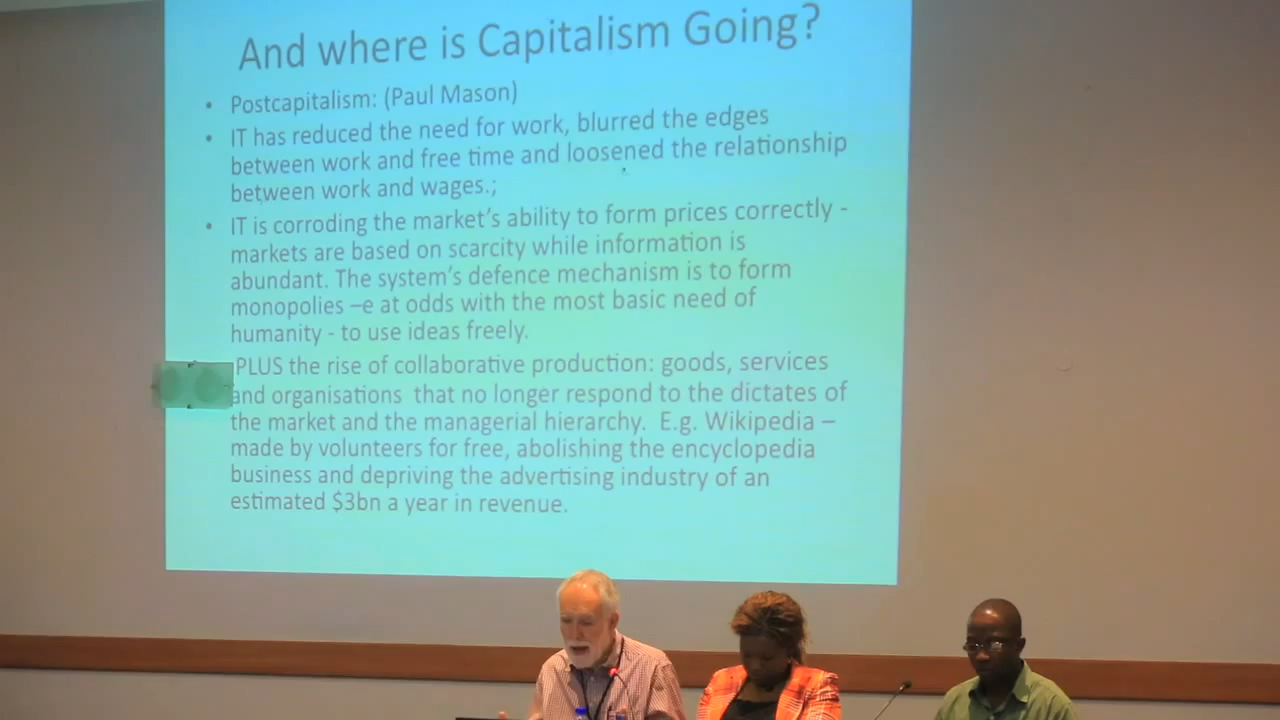 And where is Capitalism Going?
• Postcapitalism: (Paul Mason)
• IT has reduced the need for work, blurred the edges
between work and free time and loosened the relationship
between work and wages.;
• IT is corroding the market's ability to form prices correctly -
markets are based on scarcity while information is
abundant. The system's defence mechanism is to form
monopolies –e at odds with the most basic need of
humanity - to use ideas freely.
PLUS the rise of collaborative production: goods, services
and organisations that no longer respond to the dictates of
the market and the managerial hierarchy. E.g. Wikipedia –
made by volunteers for free, abolishing the encyclopedia
business and depriving the advertising industry of an
estimated $3bn a year in revenue.